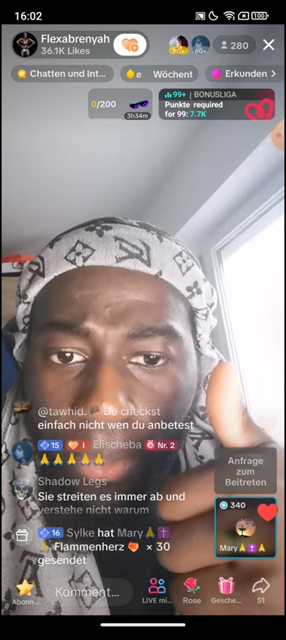 16:02
100
Flexabrenyah
36.1K Likes
60+
280
Chatten und Int...
Wöchent
Erkunden
0/200
3h34m
99+ | BONUSLIGA
Punkte required
for 99: 7.7K
@tawhid. Du checkst
einfach nicht wen du anbetest
15 I Elischeba Nr. 2
Shadow Legs
Sie streiten es immer ab und
verstehe nicht warum
16 Sylke hat Mary
Flammenherz × 30
gesendet
Anfrage
zum
Beitreten
340
Mary
Abonn...
Komment...
LIVE mi...
Rose
Gesche...
51